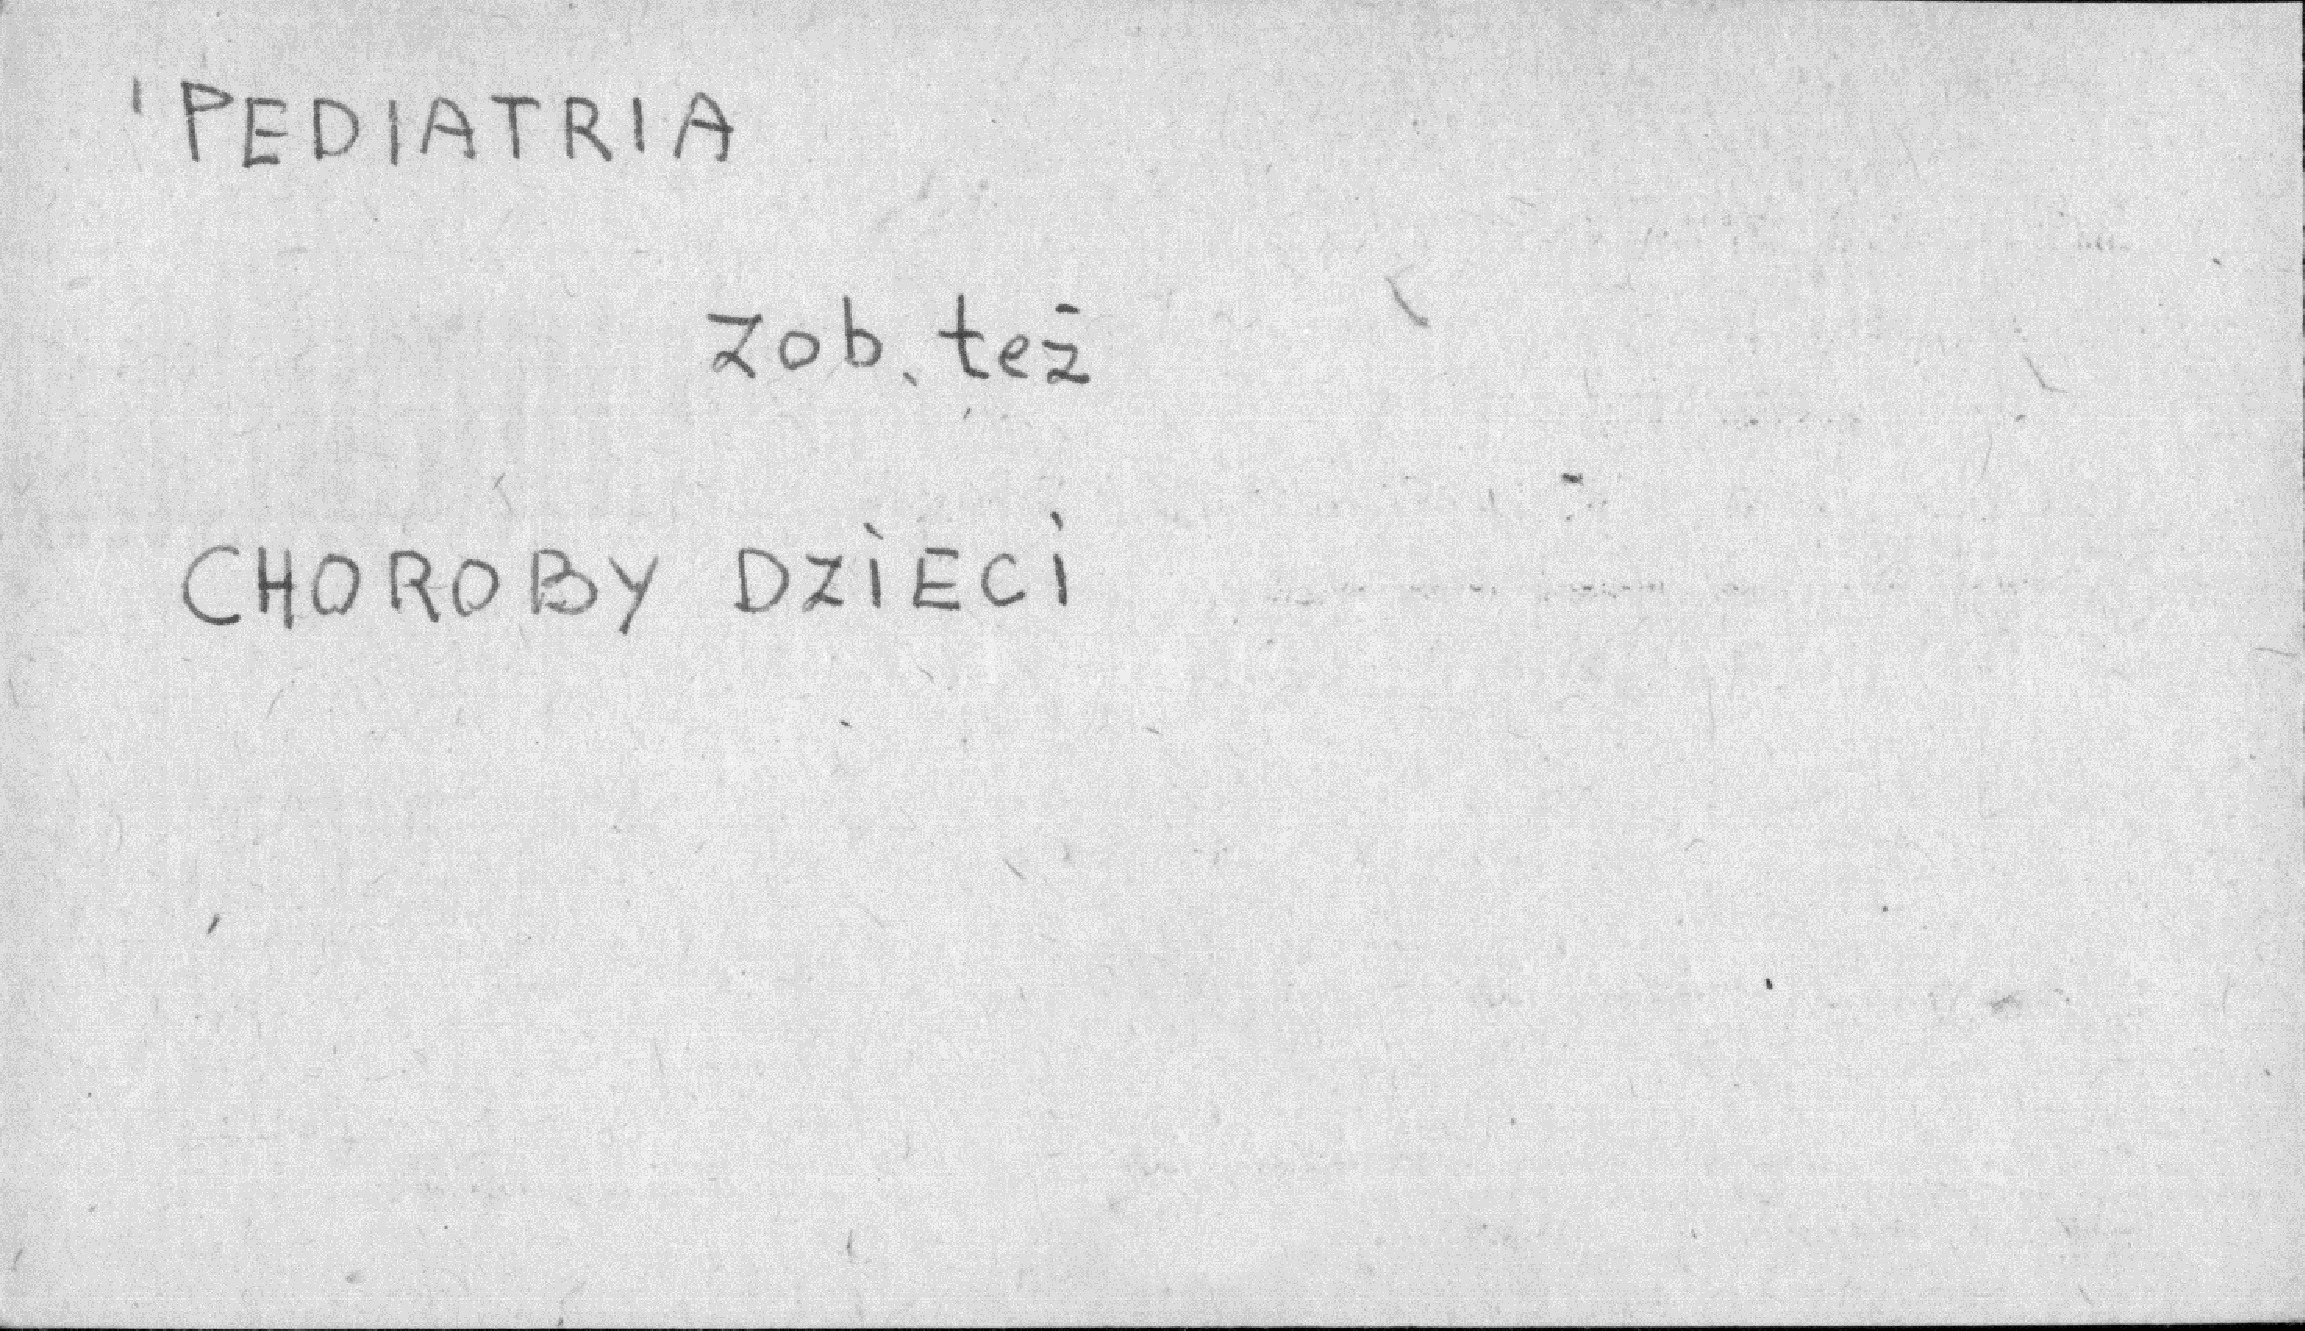 PEDIATRIA
zob. też
CHOROBY DZIECI